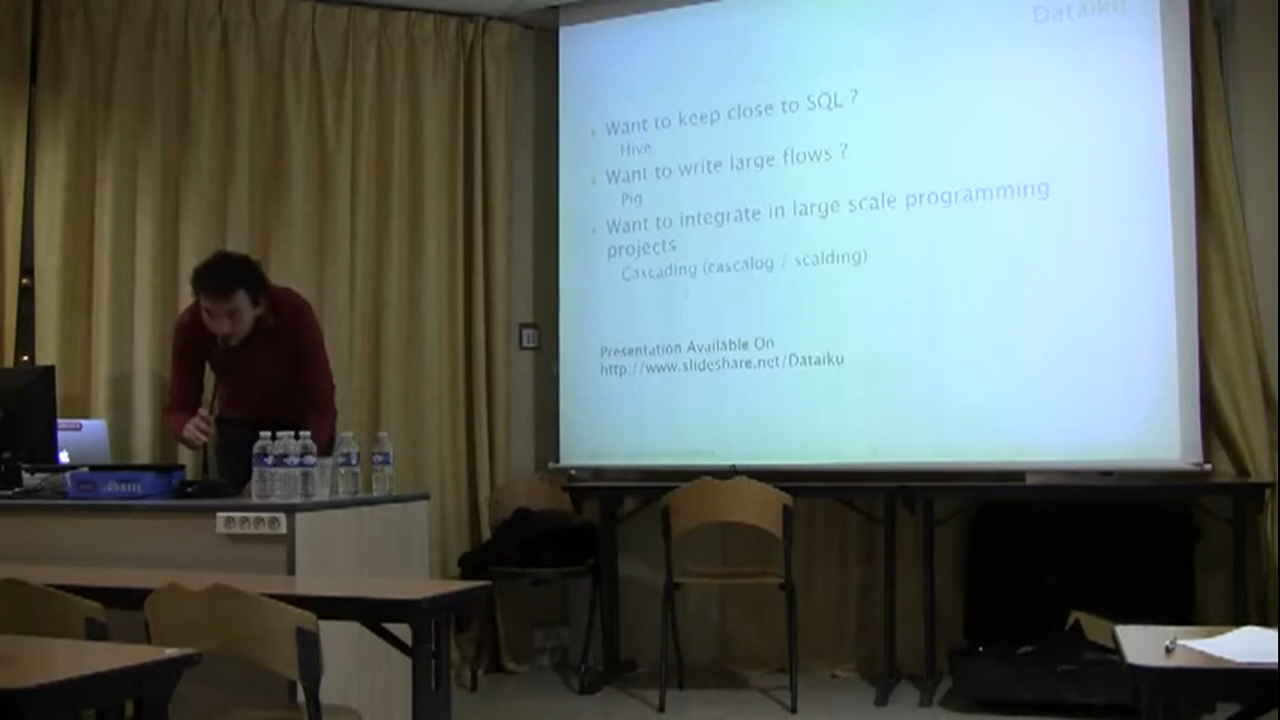 Dataiku
Want to keep close to SQL ?
Hive
Want to write large flows ?
Pig
Want to integrate in large scale programming
projects
Cascading (cascalog / scalding)
Presentation Available On
http://www.slideshare.net/Dataiku